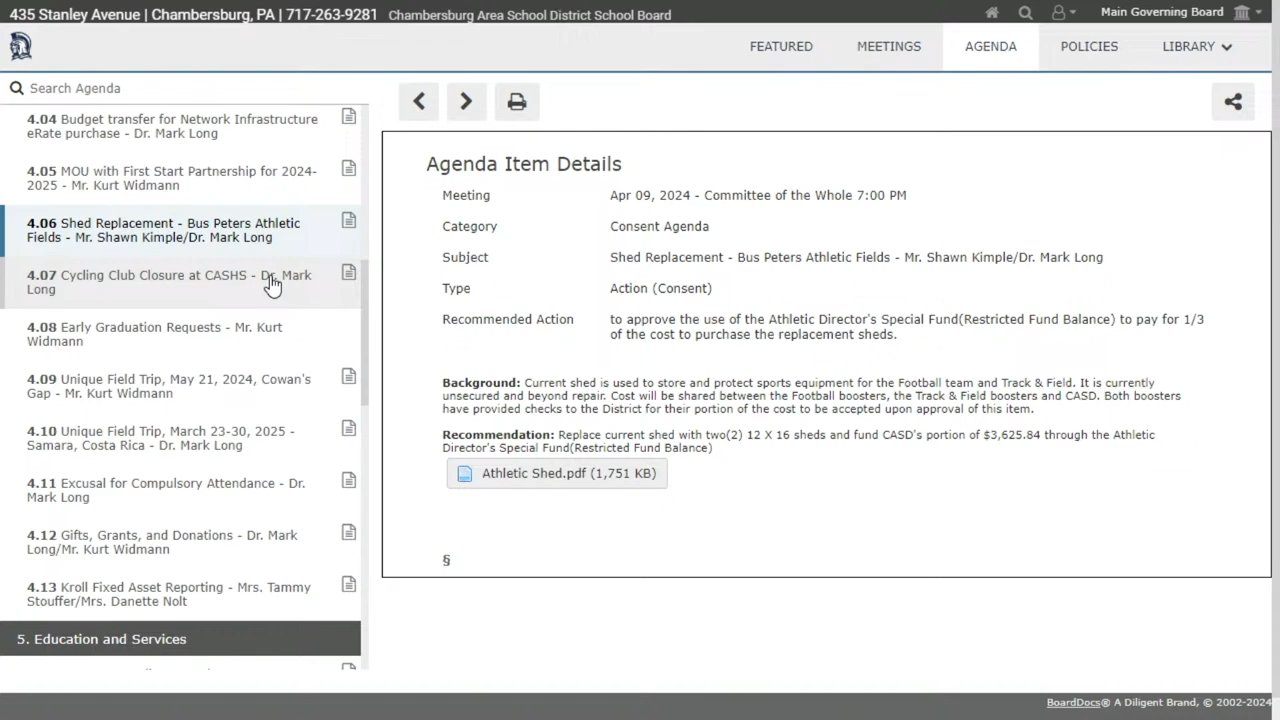 435 Stanley Avenue | Chambersburg, PA | 717-263-9281 Chambersburg Area School District School Board
Main Governing Board
FEATURED MEETINGS AGENDA POLICIES LIBRARY
Search Agenda
4.04 Budget transfer for Network Infrastructure
eRate purchase - Dr. Mark Long
4.05 MOU with First Start Partnership for 2024-
2025 - Mr. Kurt Widmann
4.06 Shed Replacement - Bus Peters Athletic
Fields - Mr. Shawn Kimple/Dr. Mark Long
4.07 Cycling Club Closure at CASHS - Dr. Mark
Long
4.08 Early Graduation Requests - Mr. Kurt
Widmann
4.09 Unique Field Trip, May 21, 2024, Cowan's
Gap - Mr. Kurt Widmann
4.10 Unique Field Trip, March 23-30, 2025 -
Samara, Costa Rica - Dr. Mark Long
4.11 Excusal for Compulsory Attendance - Dr.
Mark Long
4.12 Gifts, Grants, and Donations - Dr. Mark
Long/Mr. Kurt Widmann
4.13 Kroll Fixed Asset Reporting - Mrs. Tammy
Stouffer/Mrs. Danette Nolt
5. Education and Services
Agenda Item Details
Meeting Apr 09, 2024 - Committee of the Whole 7:00 PM
Category Consent Agenda
Subject Shed Replacement - Bus Peters Athletic Fields - Mr. Shawn Kimple/Dr. Mark Long
Type Action (Consent)
Recommended Action to approve the use of the Athletic Director's Special Fund(Restricted Fund Balance) to pay for 1/3
of the cost to purchase the replacement sheds.
Background: Current shed is used to store and protect sports equipment for the Football team and Track & Field. It is currently
unsecured and beyond repair. Cost will be shared between the Football boosters, the Track & Field boosters and CASD. Both boosters
have provided checks to the District for their portion of the cost to be accepted upon approval of this item.
Recommendation: Replace current shed with two(2) 12 X 16 sheds and fund CASD's portion of $3,625.84 through the Athletic
Director's Special Fund(Restricted Fund Balance)
Athletic Shed.pdf (1,751 KB)
§
BoardDocs® A Diligent Brand, © 2002-2024